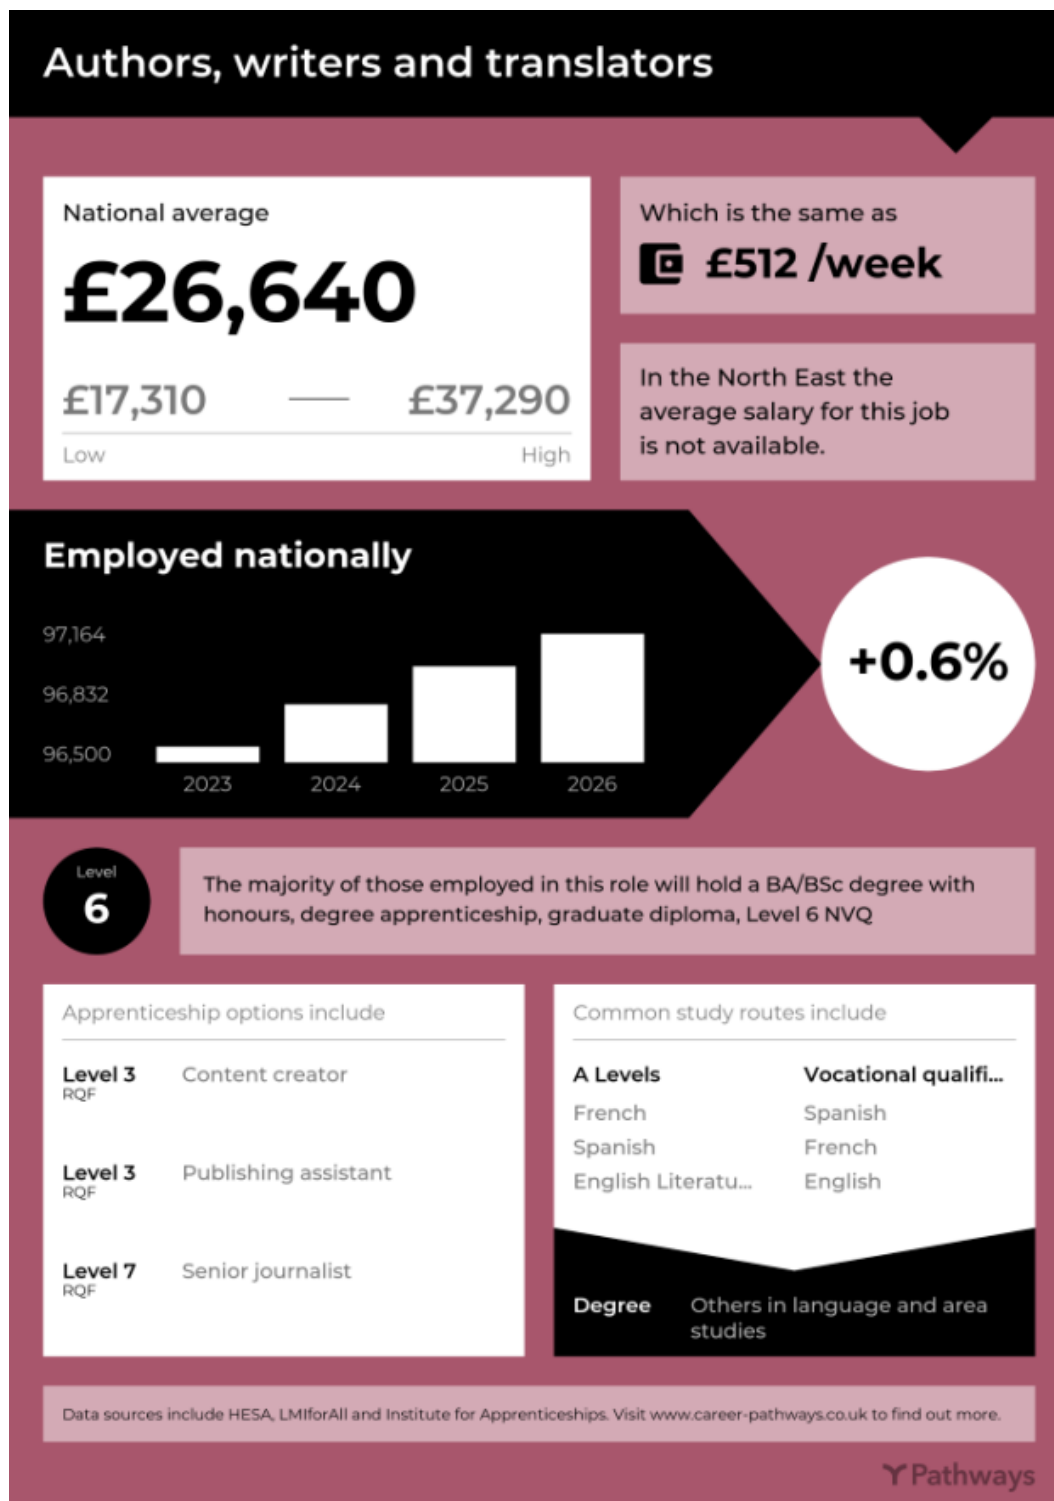 Authors, writers and translators
National average
£26,640
£17,310 — £37,290
Low High
Which is the same as
£512 /week
In the North East the
average salary for this job
is not available.
Employed nationally
97,164
96,832
96,500
2023 2024 2025 2026
+0.6%
Level
6
The majority of those employed in this role will hold a BA/BSc degree with
honours, degree apprenticeship, graduate diploma, Level 6 NVQ
Apprenticeship options include
Level 3 Content creator
RQF
Level 3 Publishing assistant
RQF
Level 7 Senior journalist
RQF
Common study routes include
A Levels Vocational qualifi...
French Spanish
Spanish French
English Literatu... English
Degree Others in language and area
studies
Data sources include HESA, LMIforAll and Institute for Apprenticeships. Visit www.career-pathways.co.uk to find out more.
Pathways